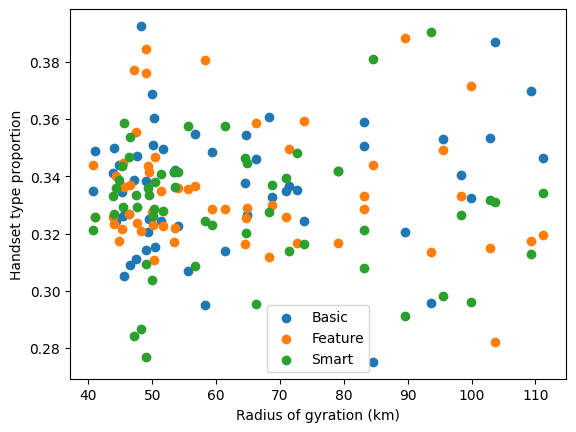 Handset type proportion
0.38
0.36
0.34
0.32
0.30
0.28
Basic
Feature
Smart
40 50 60 70 80 90 100 110
Radius of gyration (km)